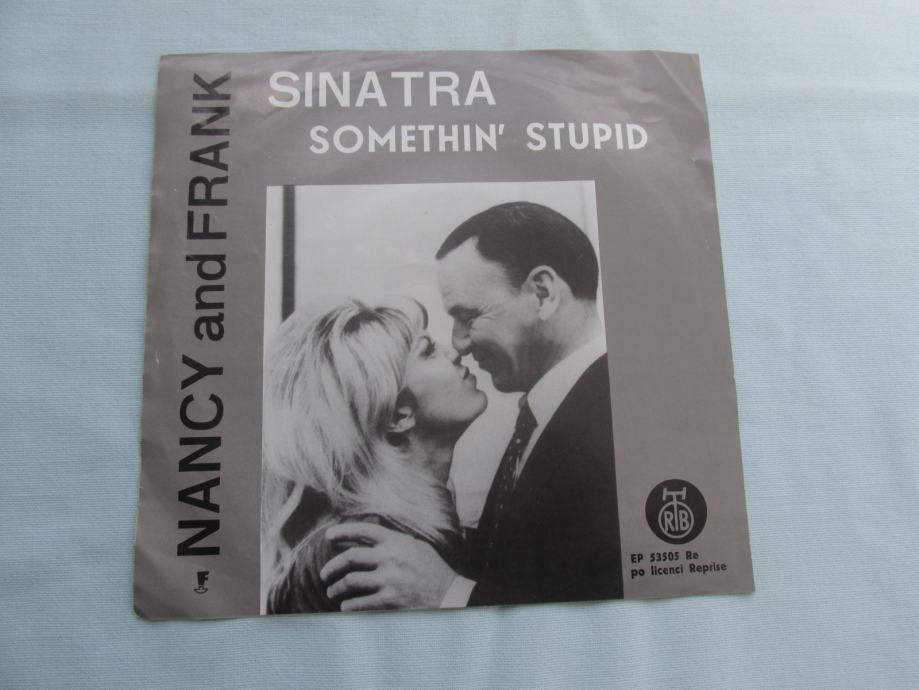 NANCY and FRANK
SINATRA
SOMETHIN' STUPID
RTB
EP 53505 Re
po licenci Reprise